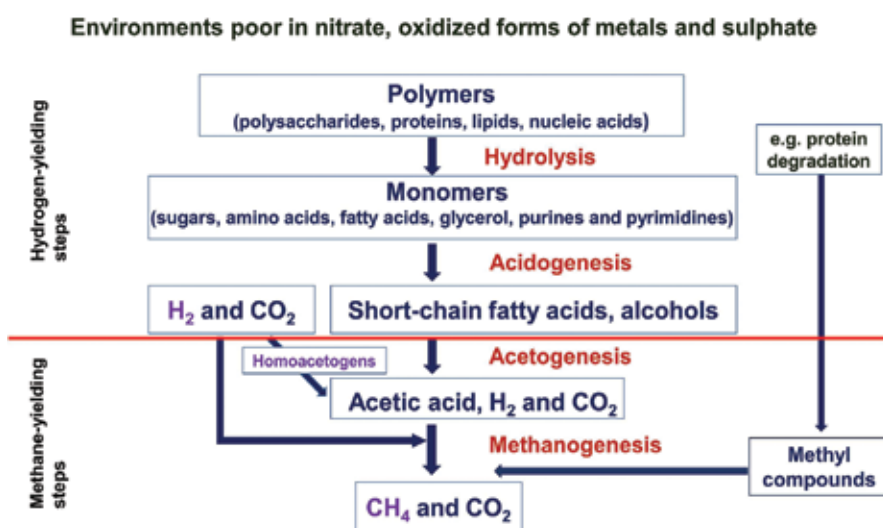 Environments poor in nitrate, oxidized forms of metals and sulphate
Hydrogen-yielding
steps
Polymers
(polysaccharides, proteins, lipids, nucleic acids)
e.g. protein
degradation
Hydrolysis
Monomers
(sugars, amino acids, fatty acids, glycerol, purines and pyrimidines)
Acidogenesis
H₂ and CO₂
Short-chain fatty acids, alcohols
Methane-yielding
steps
Homoacetogens
Acetogenesis
Acetic acid, H₂ and CO₂
Methanogenesis
Methyl
compounds
CH₄ and CO₂